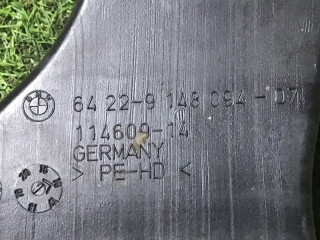 64 22-9 148 094-07
114609-14
GERMANY
> PE-HD <